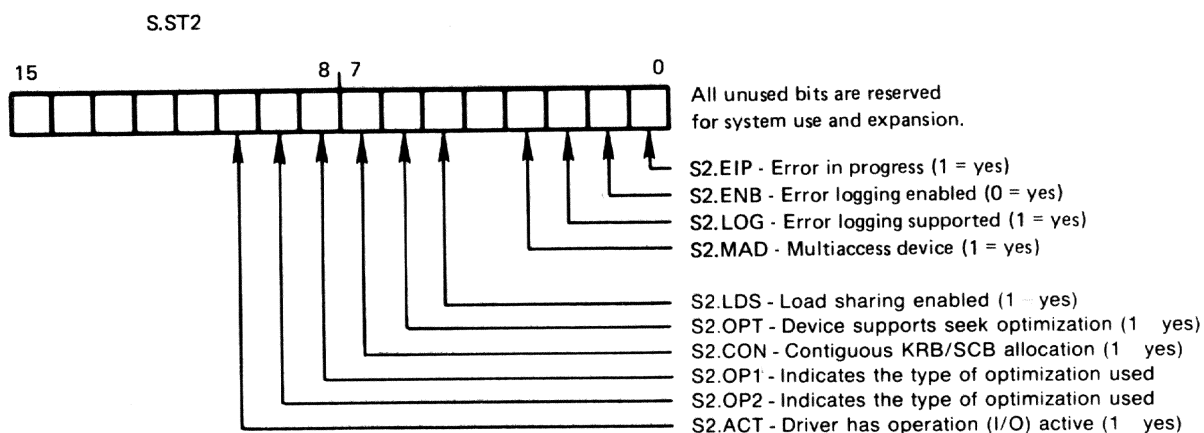 S.ST2
15 8 7 0
All unused bits are reserved
for system use and expansion.
S2.EIP - Error in progress (1 = yes)
S2.ENB - Error logging enabled (0 = yes)
S2.LOG - Error logging supported (1 = yes)
S2.MAD - Multiaccess device (1 = yes)
S2.LDS - Load sharing enabled (1 yes)
S2.OPT - Device supports seek optimization (1 yes)
S2.CON - Contiguous KRB/SCB allocation (1 yes)
S2.OP1 - Indicates the type of optimization used
S2.OP2 - Indicates the type of optimization used
S2.ACT - Driver has operation (I/O) active (1 yes)